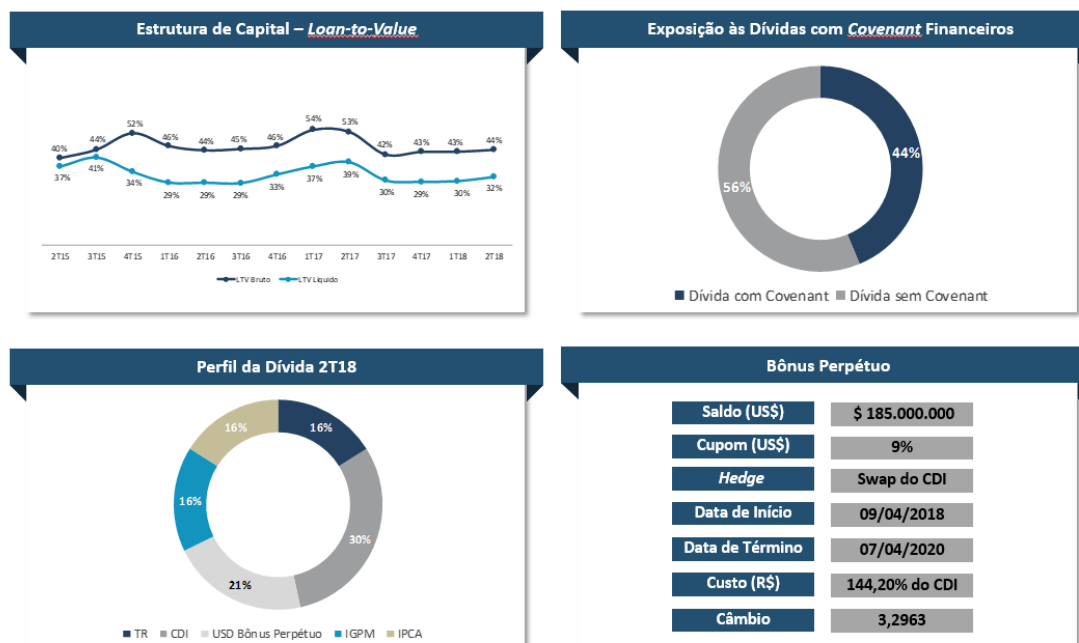 Estrutura de Capital – Loan-to-Value
40% 44% 52% 46% 44% 45% 46% 54% 53% 42% 43% 43% 44%
37% 41% 34% 29% 29% 29% 33% 37% 39% 30% 29% 30% 32%
2T15 3T15 4T15 1T16 2T16 3T16 4T16 1T17 2T17 3T17 4T17 1T18 2T18
LTV Bruto LTV Liquido
Exposição às Dívidas com Covenant Financeiros
44%
56%
Dívida com Covenant Dívida sem Covenant
Perfil da Dívida 2T18
16% 16%
16%
30%
21%
TR CDI USD Bônus Perpétuo IGPM IPCA
Bônus Perpétuo
Saldo (US$) $ 185.000.000
Cupom (US$) 9%
Hedge Swap do CDI
Data de Início 09/04/2018
Data de Término 07/04/2020
Custo (R$) 144,20% do CDI
Câmbio 3,2963